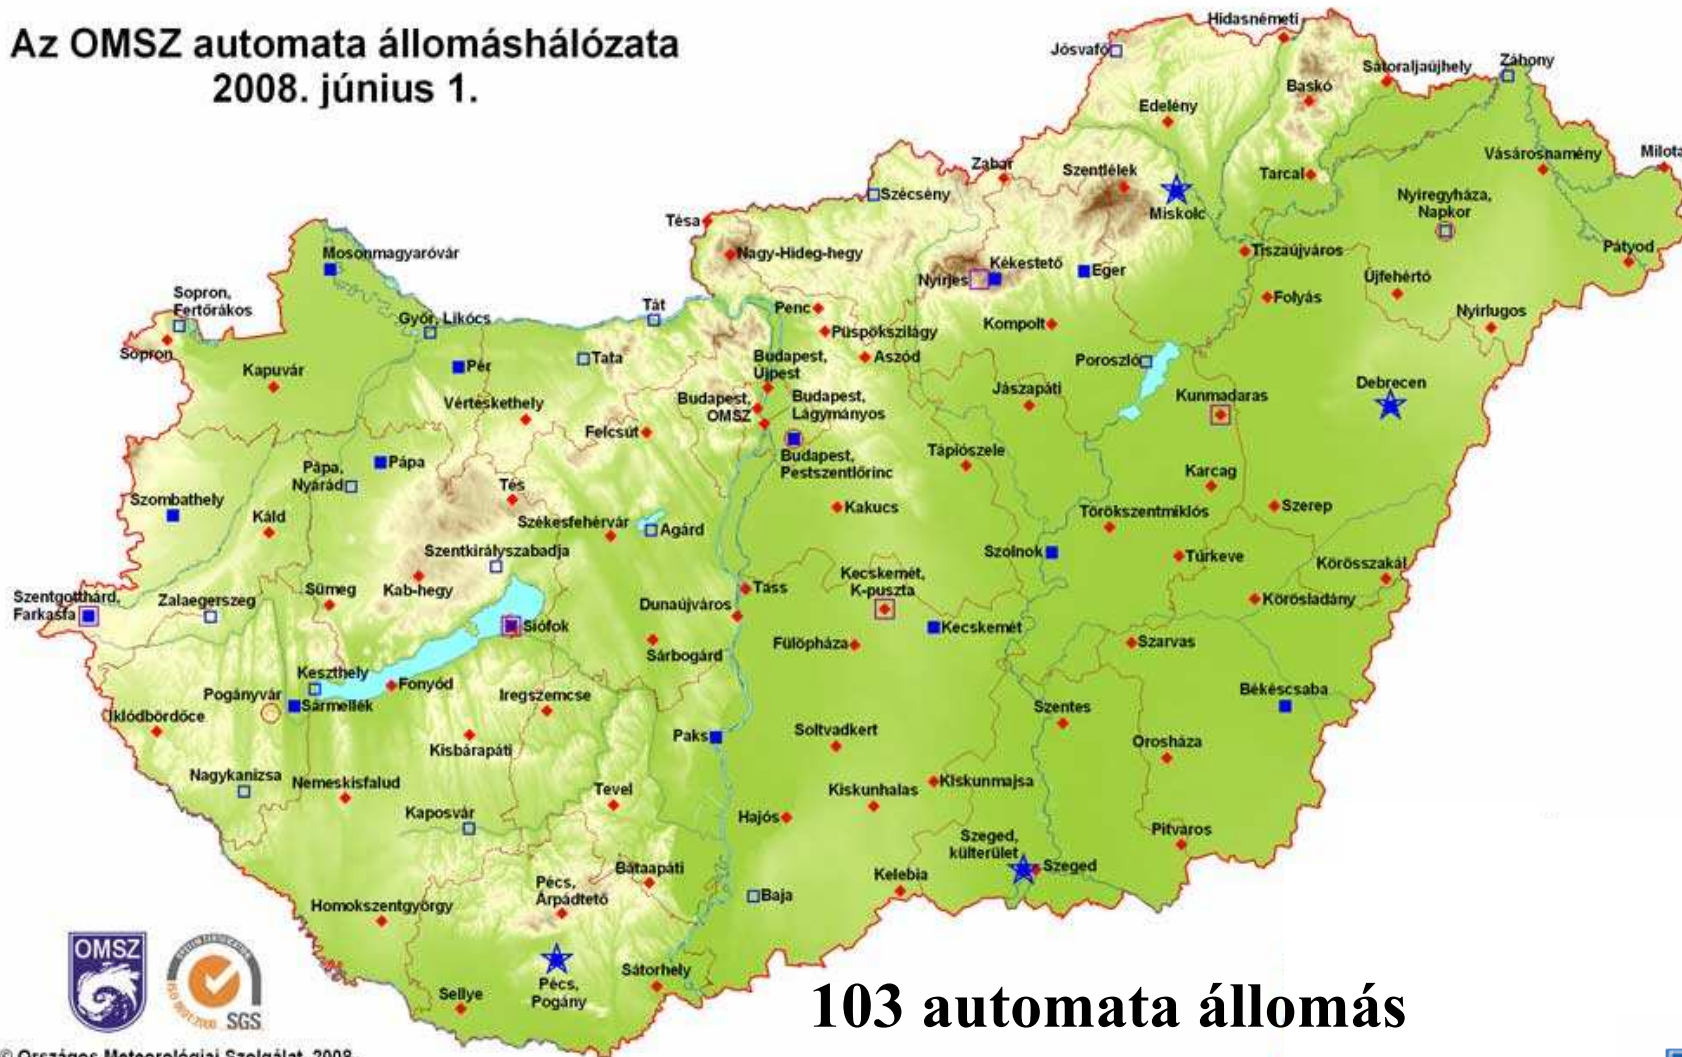 Az OMSZ automata állomáshálózata
2008. június 1.
Hidasnémeti
Jósvafő
Sátoraljaújhely
Záhony
Baskó
Edelény
Zabar
Szentlélek
Tarcal
Vásárosnamény
Milota
Szécsény
Miskolc
Nyíregyháza,
Napkor
Tésa
Nagy-Hideg-hegy
Mosonmagyaróvár
Nyírjes
Kékestető
Eger
Tiszaújváros
Pátyod
Újfehértó
Folyás
Nyírlugos
Sopron,
Fertőrákos
Sopron
Győr, Likócs
Tát
Penc
Püspökszilágy
Kompolt
Aszód
Poroszló
Kapuvár
Pér
Tata
Budapest,
Újpest
Budapest,
OMSZ
Budapest,
Lágymányos
Jászapáti
Kunmadaras
Debrecen
Vérteskethely
Felcsút
Budapest,
Pestszentlőrinc
Tápiószele
Pápa
Pápa,
Nyárád
Karcag
Szombathely
Tés
Kakucs
Szerep
Káld
Székesfehérvár
Agárd
Törökszentmiklós
Szentkirályszabadja
Szolnok
Túrkeve
Körösszakál
Szentgotthárd,
Farkasfa
Zalaegerszeg
Sümeg
Kab-hegy
Tass
Kecskemét,
K-puszta
Dunaújváros
Körösladány
Siófok
Sárbogárd
Fülöpháza
Kecskemét
Szarvas
Keszthely
Fonyód
Pogányvár
Sármellék
Iregszemcse
Békéscsaba
Iklódbördőce
Szentes
Kisbárapáti
Paks
Soltvadkert
Orosháza
Nagykanizsa
Nemeskisfalud
Tevel
Kiskunhalas
Kiskunmajsa
Kaposvár
Hajós
Pitvaros
Szeged,
külterület
Szeged
Bátaapáti
Kelebia
Pécs,
Árpádtető
Baja
Homokszentgyörgy
Pécs,
Pogány
Sátorhely
Sellye
OMSZ
SGS
103 automata állomás
© Országos Meteorológiai Szolgálat, 2008